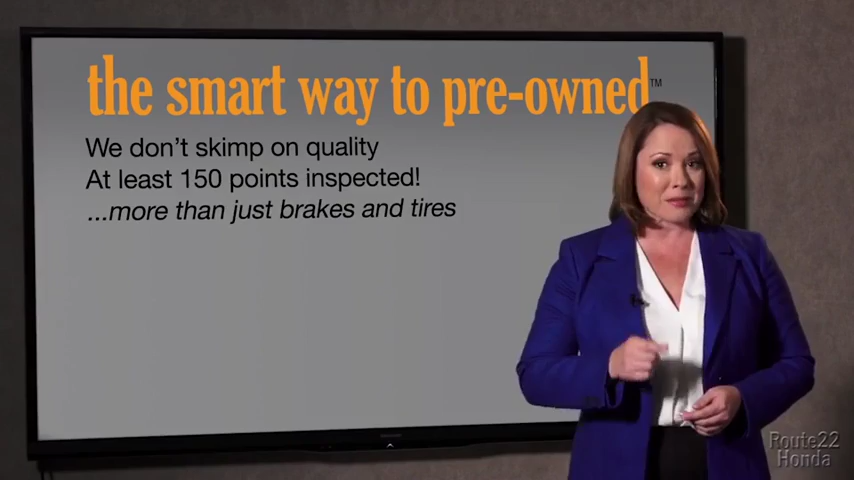 the smart way to pre-owned™
We don't skimp on quality
At least 150 points inspected!
...more than just brakes and tires
Route22
Honda